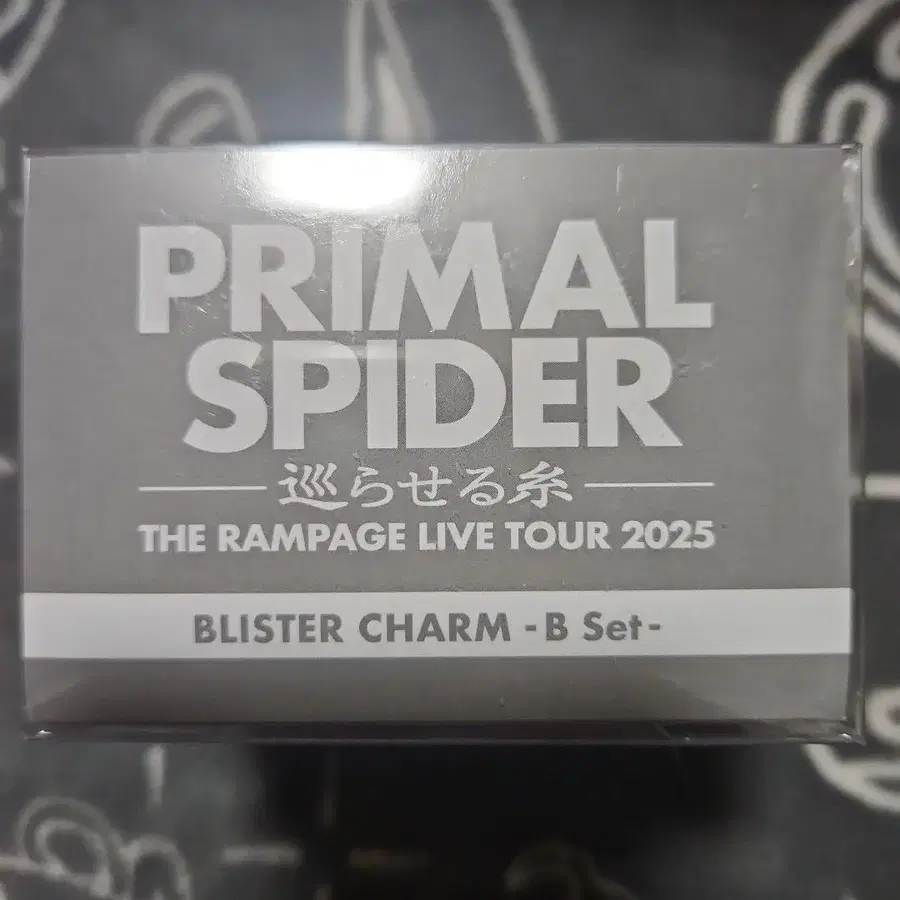 PRIMAL
SPIDER
巡らせる糸
THE RAMPAGE LIVE TOUR 2025
BLISTER CHARM -B Set-